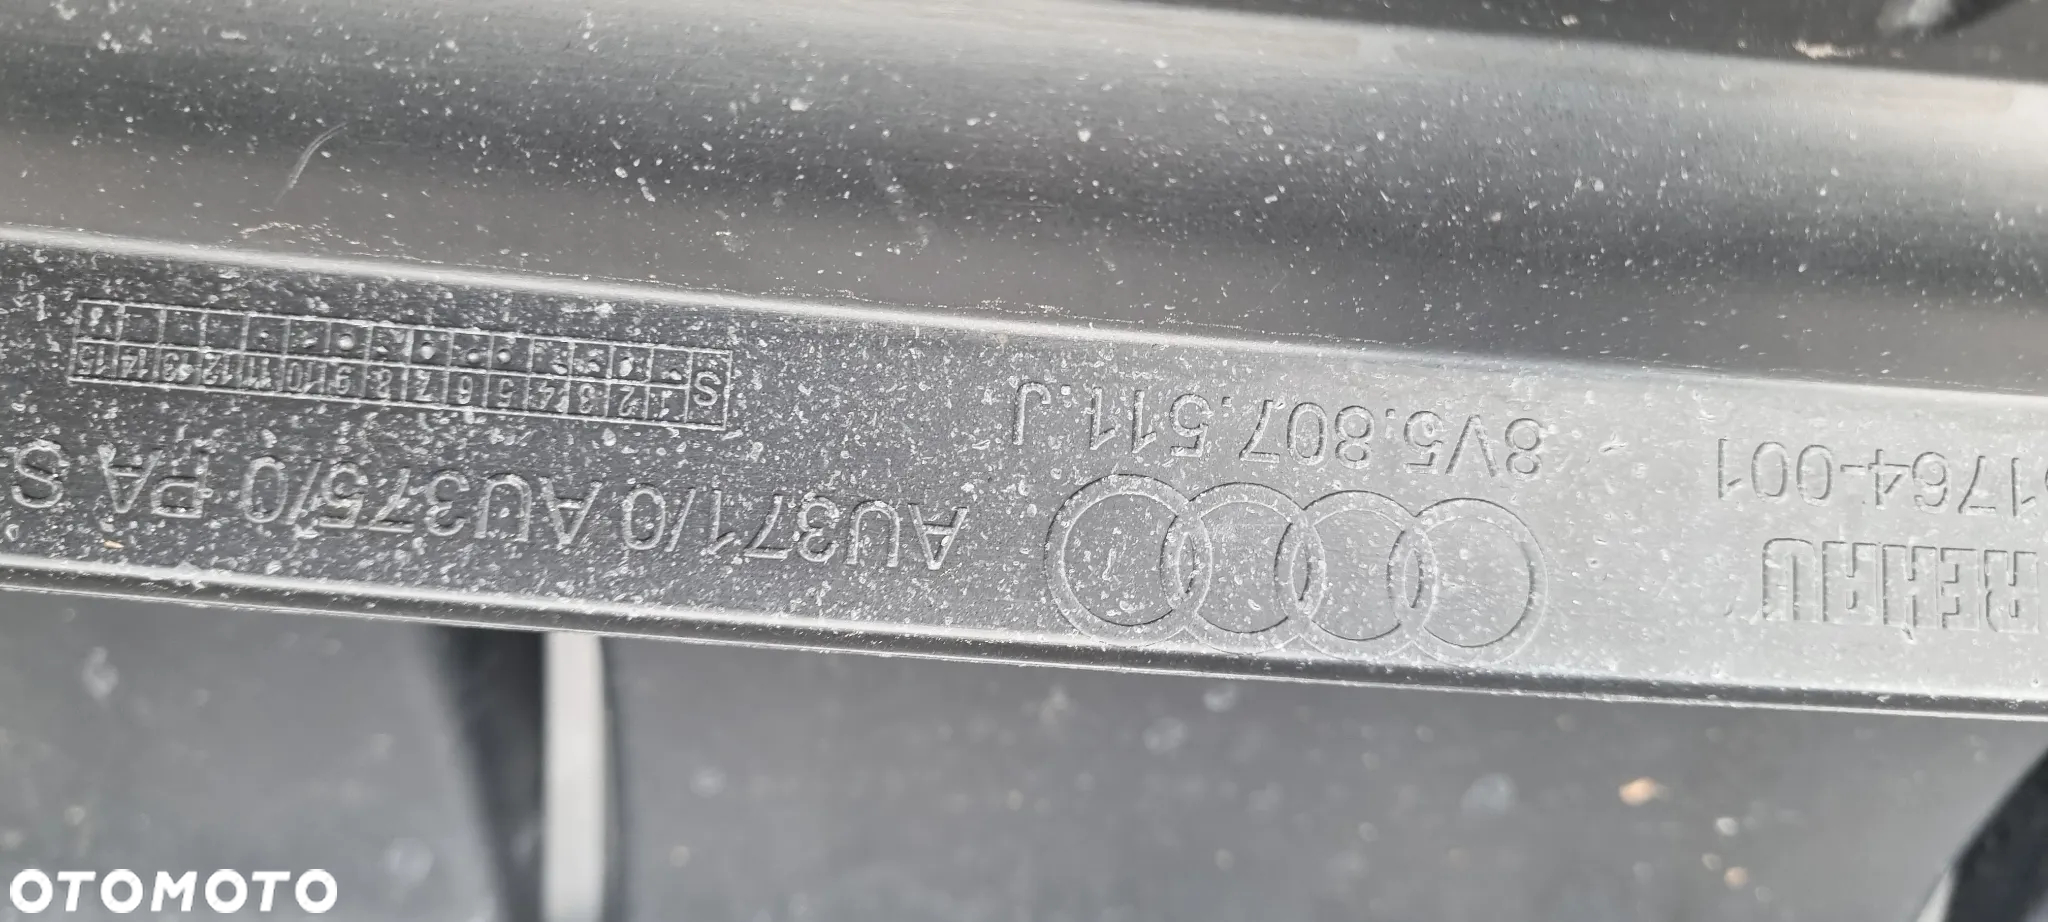 REHAU
1764-001
8V5.807.511.J
AU371/0 AU375/0 PA S
S 1 2 3 4 5 6 7 8 9 10 11 12 13 14 15
OTOMOTO